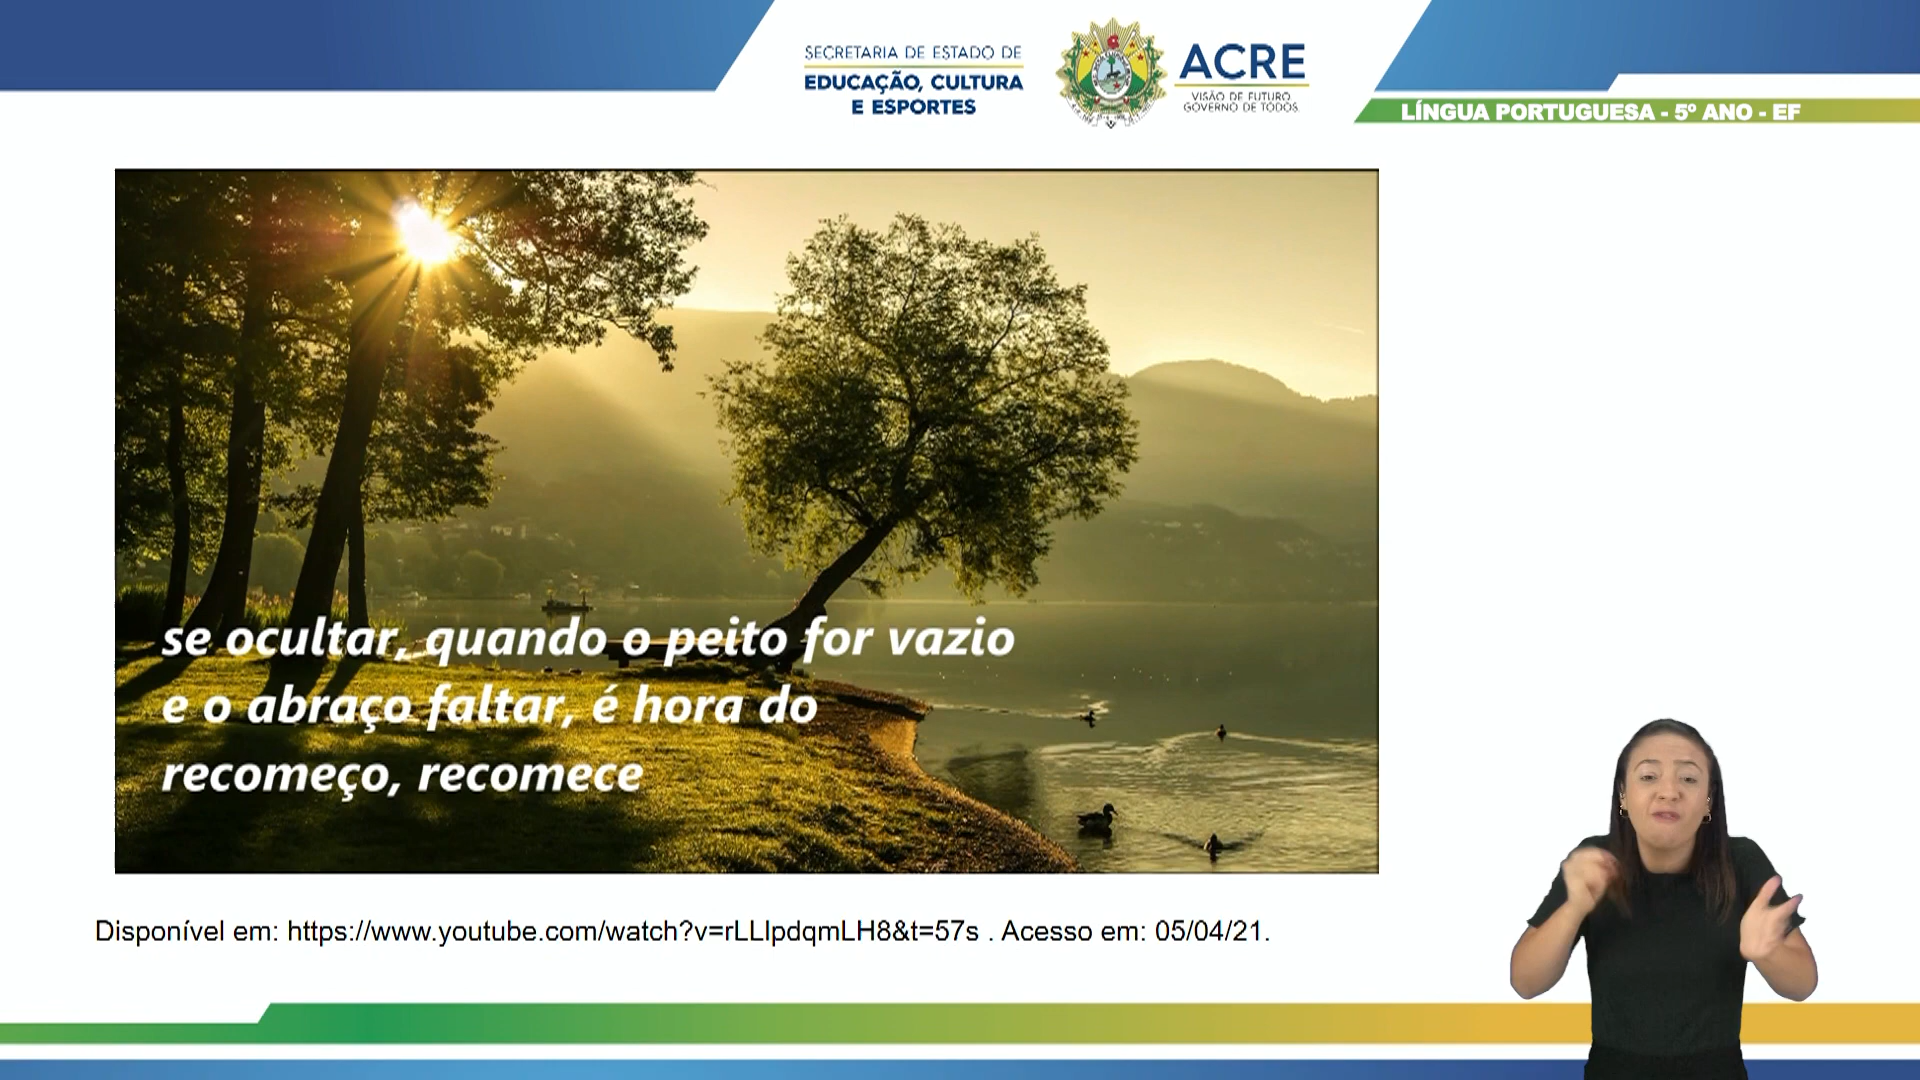 SECRETARIA DE ESTADO DE
EDUCAÇÃO, CULTURA
E ESPORTES
ACRE
VISÃO DE FUTURO
GOVERNO DE TODOS
LÍNGUA PORTUGUESA - 5º ANO - EF
se ocultar, quando o peito for vazio
e o abraço faltar, é hora do
recomeço, recomece
Disponível em: https://www.youtube.com/watch?v=rLLlpdqmLH8&t=57s . Acesso em: 05/04/21.